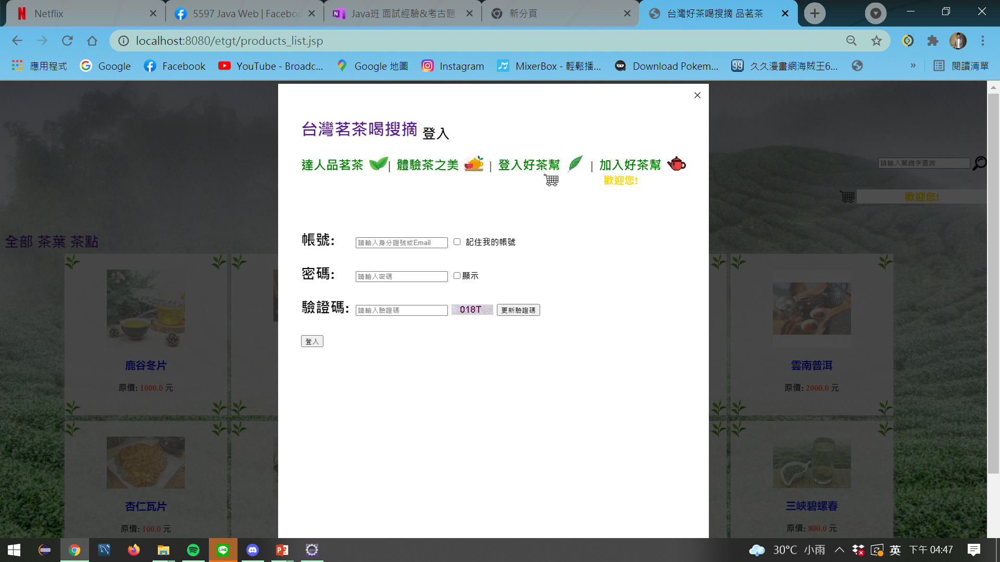 Netflix
5597 Java Web | Faceboo
Java班 面試經驗&考古題
新分頁
台灣好茶喝搜摘 品茗茶
localhost:8080/etgt/products_list.jsp
應用程式
Google
Facebook
YouTube - Broadc...
Google 地圖
Instagram
MixerBox - 輕鬆播...
Download Pokem...
99
久久漫畫網海賊王6...
»
閱讀清單
台灣茗茶喝搜摘 登入
達人品茗茶 | 體驗茶之美 | 登入好茶幫 | 加入好茶幫
歡迎您!
請輸入關鍵字查詢
歡迎您!
全部 茶葉 茶點
帳號: 請輸入身分證號或Email 記住我的帳號
密碼: 請輸入密碼 顯示
驗證碼: 請輸入驗證碼 018T 更新驗證碼
登入
鹿谷冬片
原價: 1000.0 元
雲南普洱
原價: 2000.0 元
杏仁瓦片
原價: 100.0 元
三峽碧螺春
原價: 800.0 元
LINE
30°C 小雨
英
下午 04:47